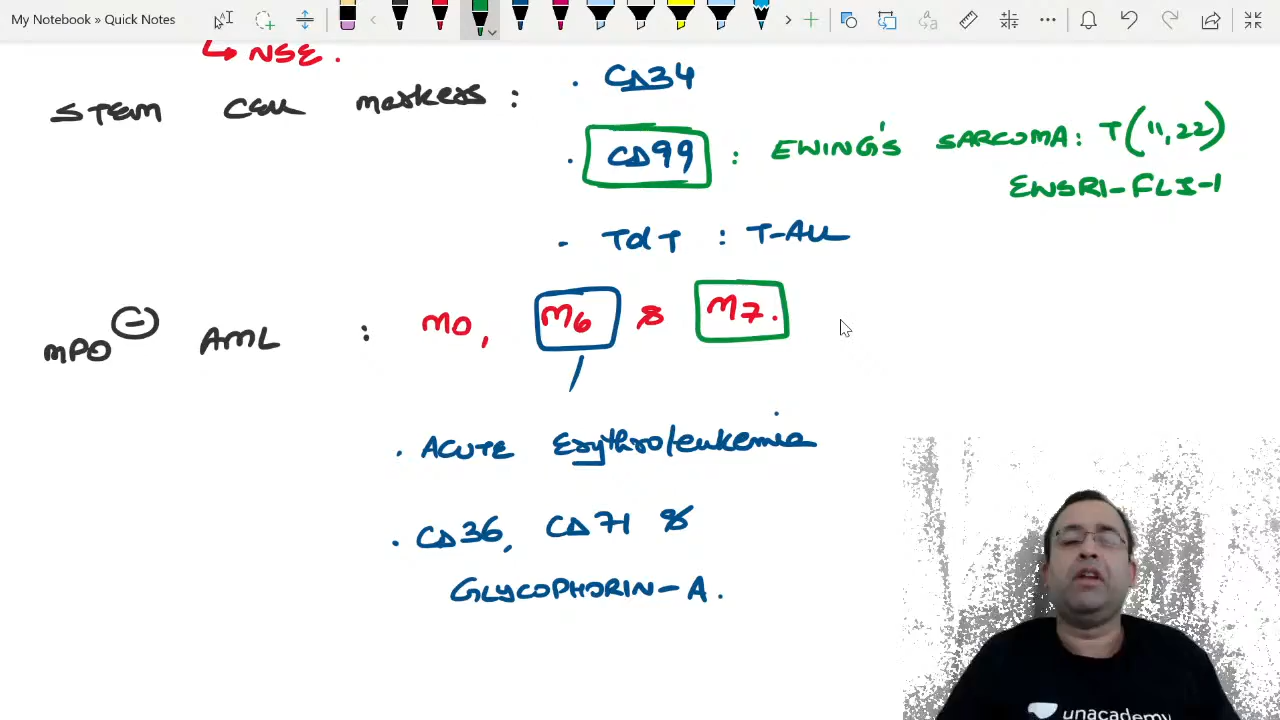 My Notebook » Quick Notes
↳ NSE.
STEM CELL markers :
· CD34
· CD99 : EWING'S SARCOMA: T(11,22)
EWSR1-FLI-1
· TdT : T-ALL
MPO ⊖ AML : M0, M6 & M7.
· ACUTE Erythroleukemia
· CD36, CD71 &
GLYCOPHORIN-A.
unacademy